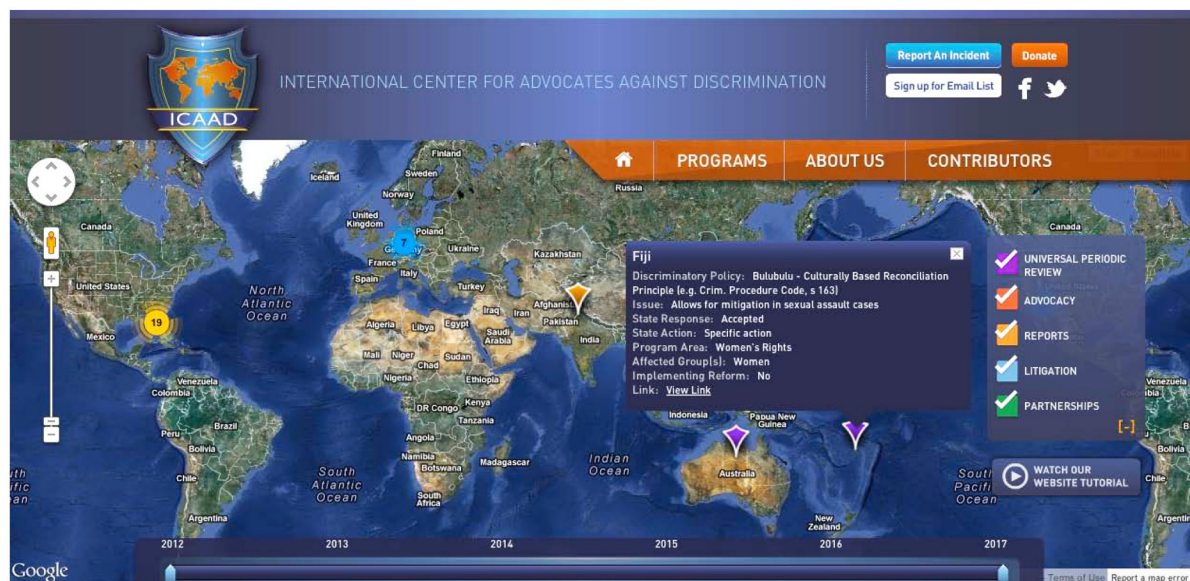 ICAAD
INTERNATIONAL CENTER FOR ADVOCATES AGAINST DISCRIMINATION
Report An Incident
Donate
Sign up for Email List
PROGRAMS
ABOUT US
CONTRIBUTORS
Finland
Iceland
Sweden
Norway
Russia
United
Kingdom
Poland
Canada
Canada
7
Ukraine
Kazakhstan
France
Italy
Spain
Turkey
United States
North
Atlantic
Ocean
19
Mexico
Iraq
Iran
Pakistan
India
Algeria
Libya
Egypt
Saudi
Arabia
Mali
Niger
Chad
Sudan
Nigeria
Ethiopia
Venezuela
Colombia
DR Congo
Kenya
Tanzania
Peru
Brazil
Bolivia
Angola
Namibia
Botswana
Madagascar
South
Africa
Chile
Argentina
South
Atlantic
Ocean
Indian
Ocean
Indonesia
Papua New
Guinea
Australia
New
Zealand
Fiji
Discriminatory Policy: Bulubulu - Culturally Based Reconciliation
Principle (e.g. Crim. Procedure Code, s 163)
Issue: Allows for mitigation in sexual assault cases
State Response: Accepted
State Action: Specific action
Program Area: Women's Rights
Affected Group(s): Women
Implementing Reform: No
Link: View Link
UNIVERSAL PERIODIC
REVIEW
ADVOCACY
REPORTS
LITIGATION
PARTNERSHIPS
[-]
WATCH OUR
WEBSITE TUTORIAL
Venezuela
Bolivia
Chile
Ocean
2012
2013
2014
2015
2016
2017
Google
Terms of Use
Report a map error